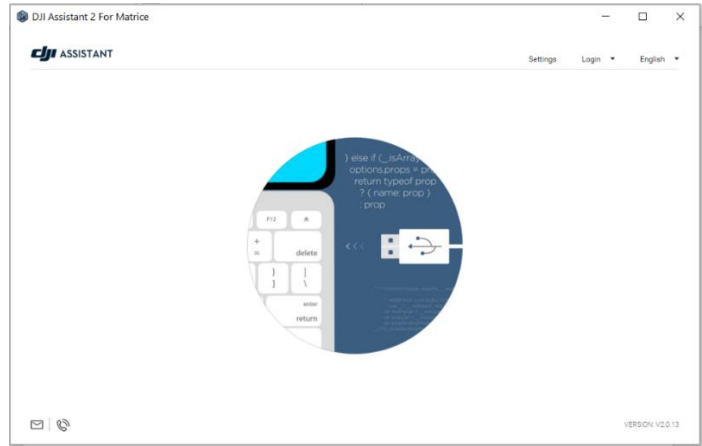 DJI Assistant 2 For Matrice
dji ASSISTANT
Settings
Login
English
} else if (_isArray
options.props = pr
return typeof prop
? { name: prop }
: prop
F12
+
=
delete
}
]
|
\
enter
return
VERSION: V2.0.13